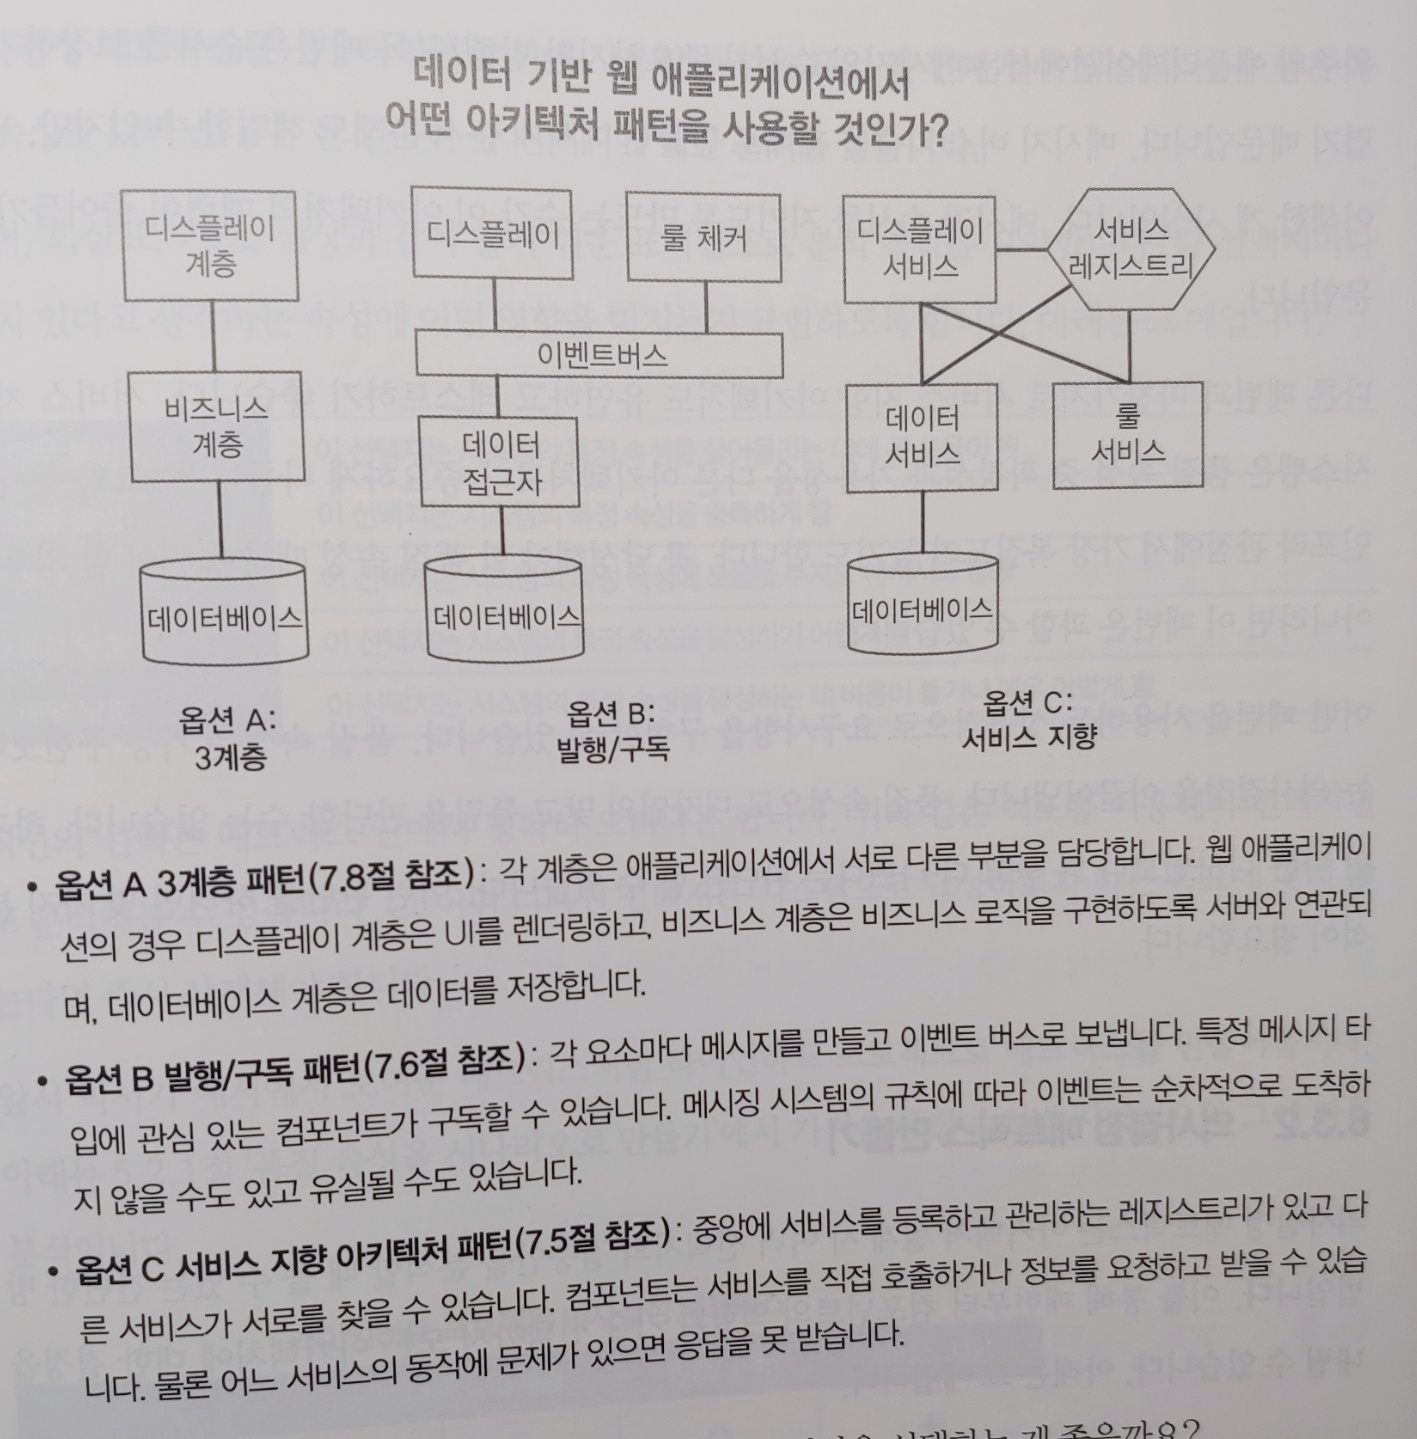 데이터 기반 웹 애플리케이션에서
어떤 아키텍처 패턴을 사용할 것인가?
디스플레이
계층
비즈니스
계층
데이터베이스
옵션 A:
3계층
디스플레이
룰 체커
이벤트버스
데이터
접근자
데이터베이스
옵션 B:
발행/구독
디스플레이
서비스
서비스
레지스트리
데이터
서비스
룰
서비스
데이터베이스
옵션 C:
서비스 지향
• 옵션 A 3계층 패턴(7.8절 참조): 각 계층은 애플리케이션에서 서로 다른 부분을 담당합니다. 웹 애플리케이
션의 경우 디스플레이 계층은 UI를 렌더링하고, 비즈니스 계층은 비즈니스 로직을 구현하도록 서버와 연관되
며, 데이터베이스 계층은 데이터를 저장합니다.
• 옵션 B 발행/구독 패턴(7.6절 참조): 각 요소마다 메시지를 만들고 이벤트 버스로 보냅니다. 특정 메시지 타
입에 관심 있는 컴포넌트가 구독할 수 있습니다. 메시징 시스템의 규칙에 따라 이벤트는 순차적으로 도착하
지 않을 수도 있고 유실될 수도 있습니다.
• 옵션 C 서비스 지향 아키텍처 패턴(7.5절 참조): 중앙에 서비스를 등록하고 관리하는 레지스트리가 있고 다
른 서비스가 서로를 찾을 수 있습니다. 컴포넌트는 서비스를 직접 호출하거나 정보를 요청하고 받을 수 있습
니다. 물론 어느 서비스의 동작에 문제가 있으면 응답을 못 받습니다.
선택하는 게 좋을까요?